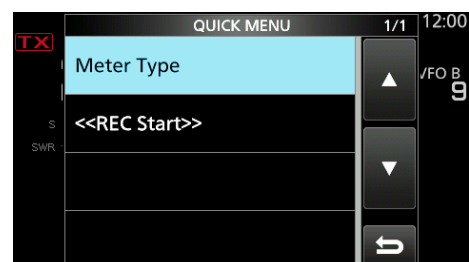 QUICK MENU 1/1 12:00
TX
Meter Type
VFO B
9
<<REC Start>>
S
SWR